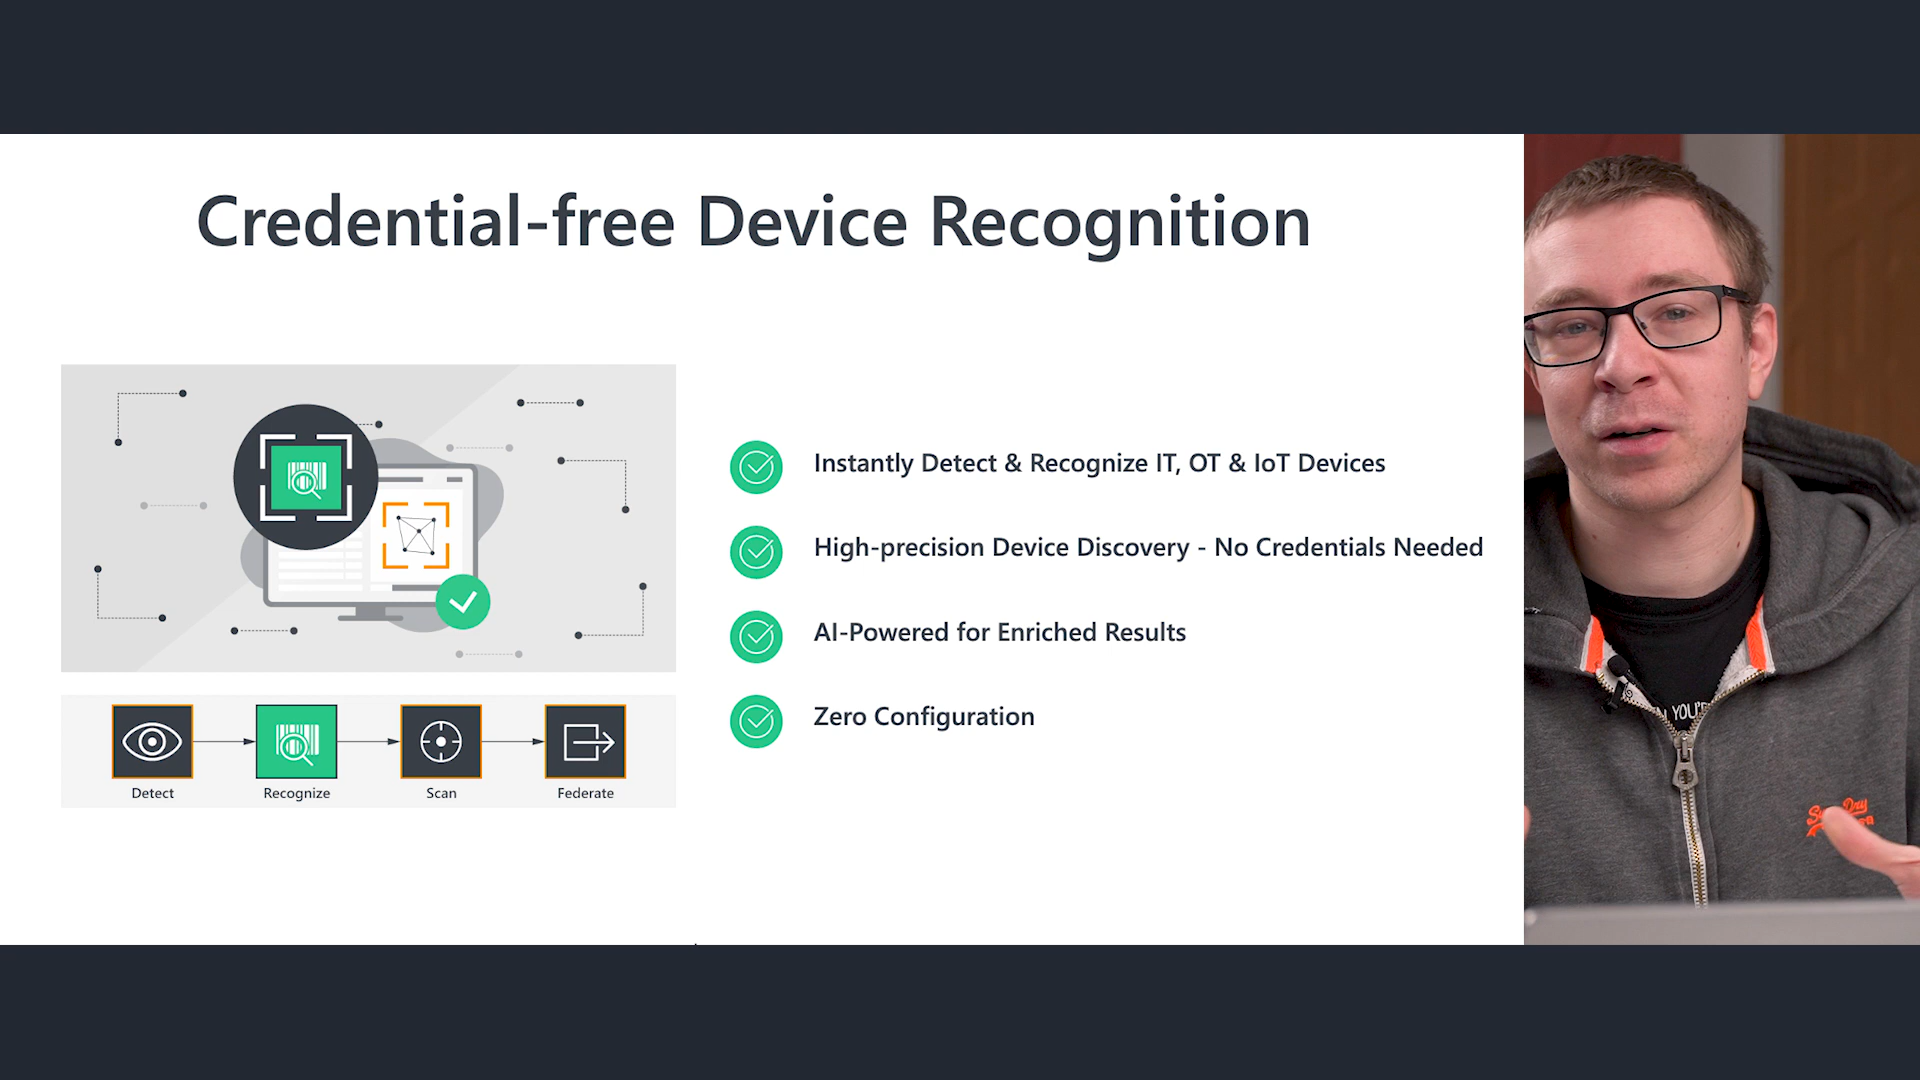 Credential-free Device Recognition
Instantly Detect & Recognize IT, OT & IoT Devices
High-precision Device Discovery - No Credentials Needed
AI-Powered for Enriched Results
Zero Configuration
Detect
Recognize
Scan
Federate